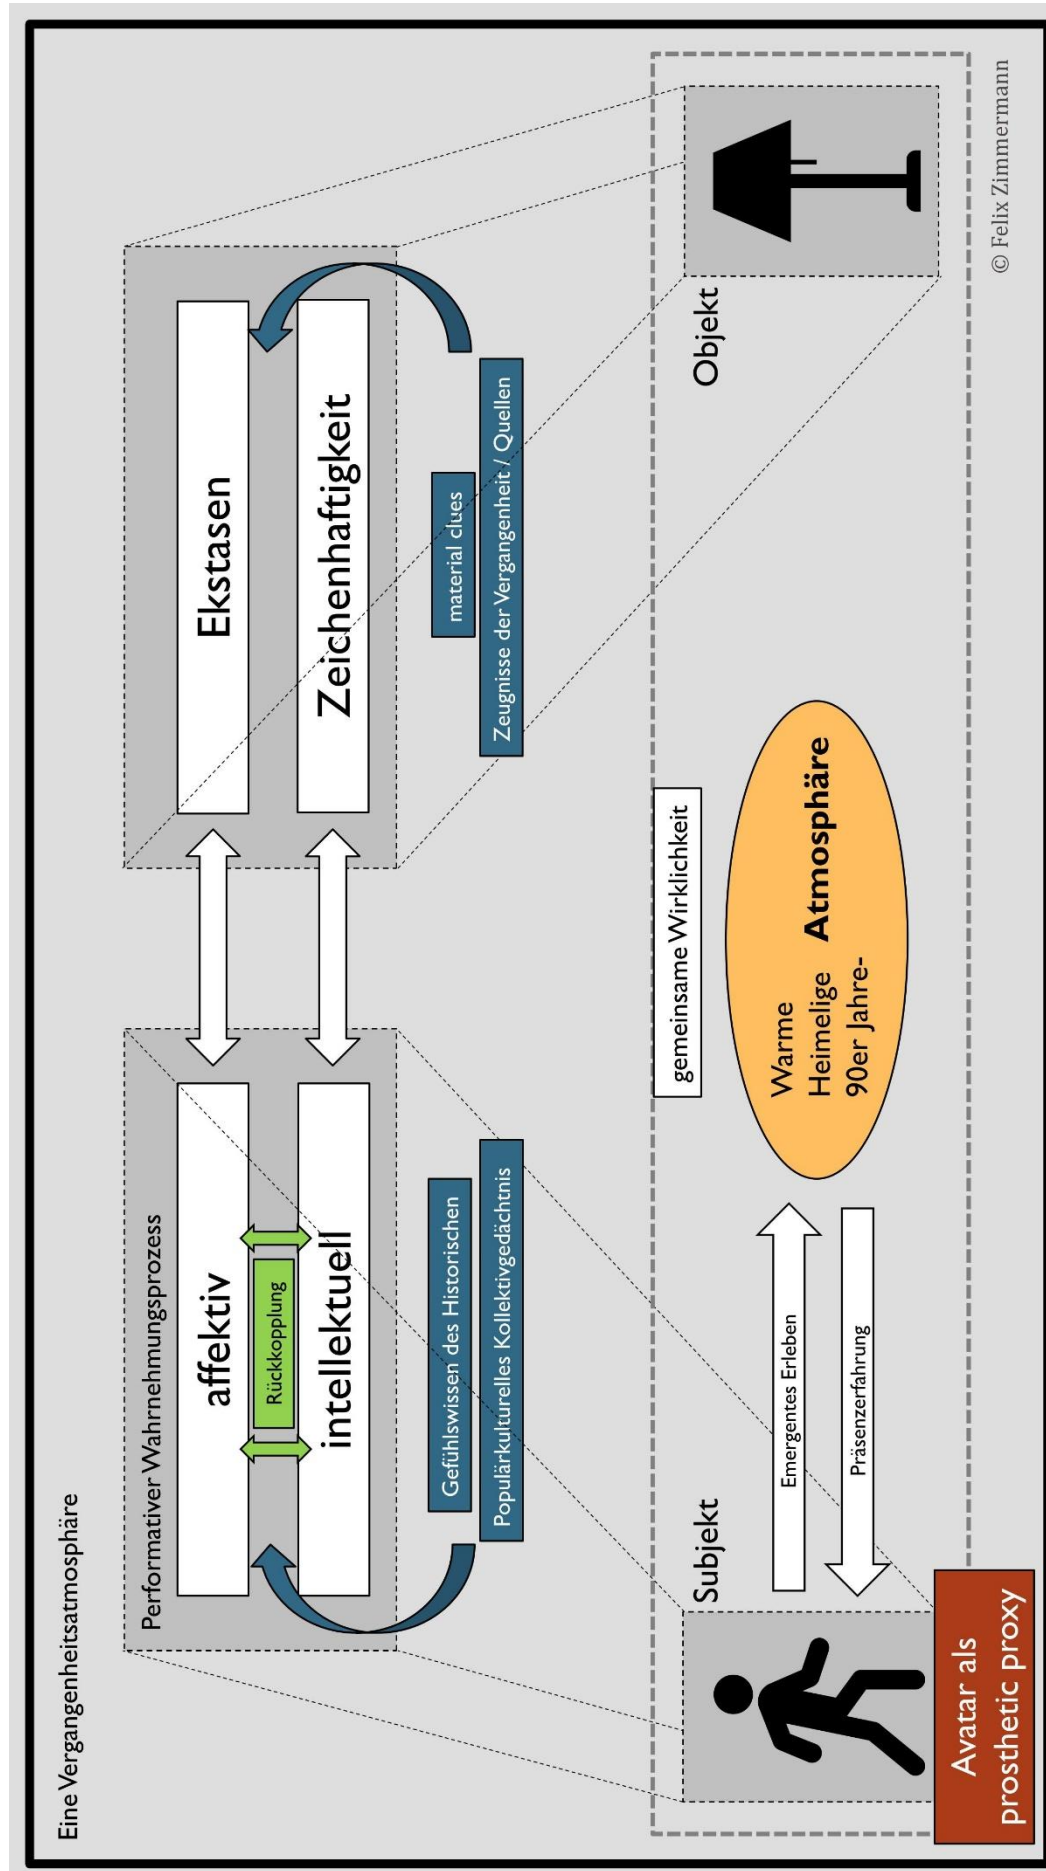 Eine Vergangenheitsatmosphäre
Performativer Wahrnehmungsprozess
affektiv
Rückkopplung
intellektuell
Gefühlswissen des Historischen
Populärkulturelles Kollektivgedächtnis
Ekstasen
Zeichenhaftigkeit
material clues
Zeugnisse der Vergangenheit / Quellen
gemeinsame Wirklichkeit
Subjekt
Emergentes Erleben
Präsenzerfahrung
Warme
Heimelige Atmosphäre
90er Jahre-
Objekt
Avatar als
prosthetic proxy
© Felix Zimmermann